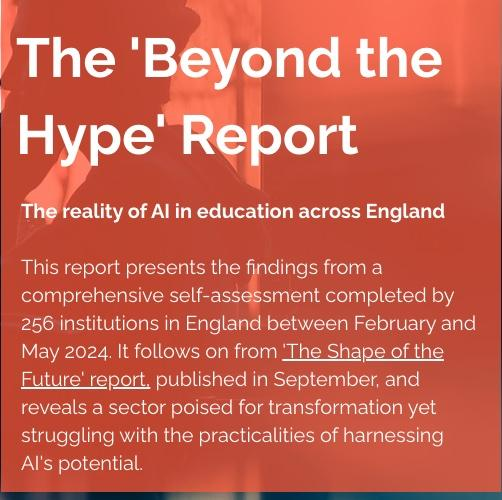 The 'Beyond the
Hype' Report
The reality of AI in education across England
This report presents the findings from a
comprehensive self-assessment completed by
256 institutions in England between February and
May 2024. It follows on from 'The Shape of the
Future' report, published in September, and
reveals a sector poised for transformation yet
struggling with the practicalities of harnessing
AI's potential.